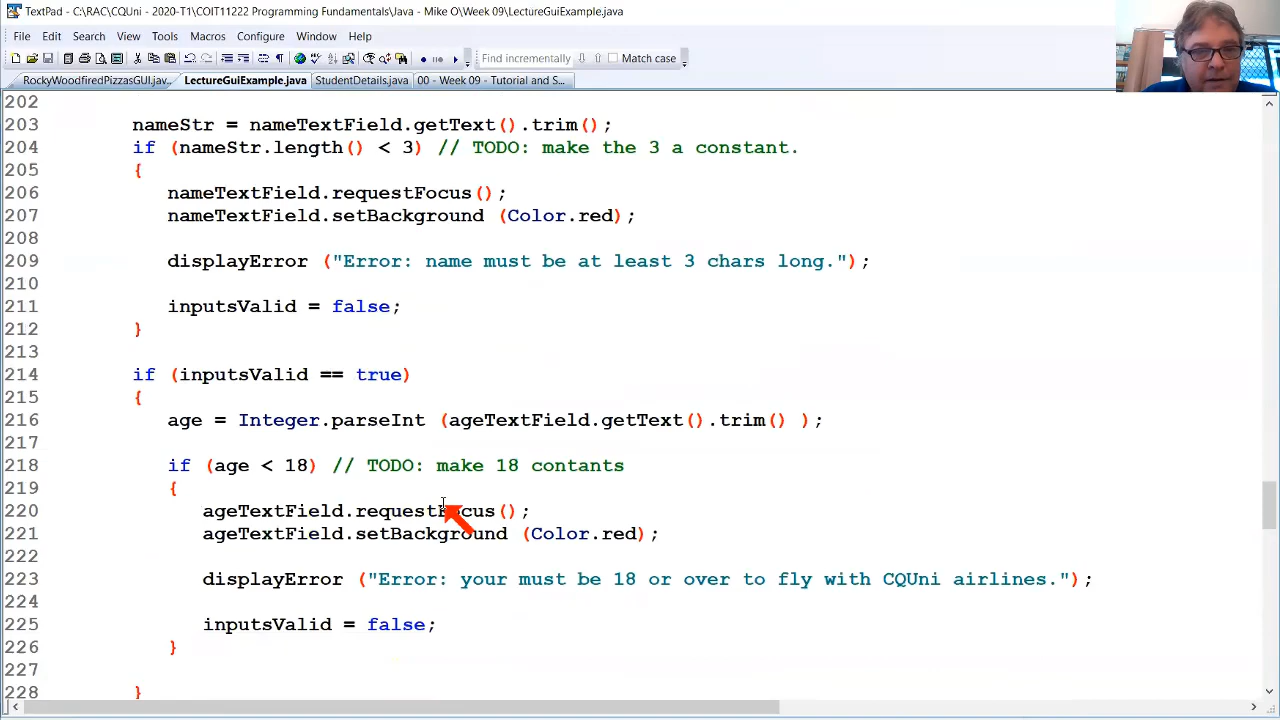 TextPad - C:\RAC\CQUni - 2020-T1\COIT11222 Programming Fundamentals\Java - Mike O\Week 09\LectureGuiExample.java
File Edit Search View Tools Macros Configure Window Help
Find incrementally Match case
RockyWoodfiredPizzasGUI.jav... LectureGuiExample.java StudentDetails.java 00 - Week 09 - Tutorial and S...
202
203 nameStr = nameTextField.getText().trim();
204 if (nameStr.length() < 3) // TODO: make the 3 a constant.
205 {
206 nameTextField.requestFocus();
207 nameTextField.setBackground (Color.red);
208
209 displayError ("Error: name must be at least 3 chars long.");
210
211 inputsValid = false;
212 }
213
214 if (inputsValid == true)
215 {
216 age = Integer.parseInt (ageTextField.getText().trim() );
217
218 if (age < 18) // TODO: make 18 contants
219 {
220 ageTextField.requestFocus();
221 ageTextField.setBackground (Color.red);
222
223 displayError ("Error: your must be 18 or over to fly with CQUni airlines.");
224
225 inputsValid = false;
226 }
227
228 }